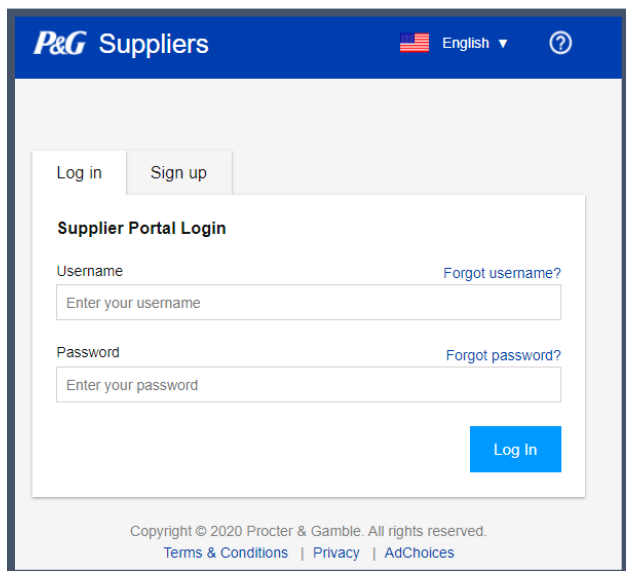 P&G Suppliers English ▼ ?
Log in Sign up
Supplier Portal Login
Username Forgot username?
Enter your username
Password Forgot password?
Enter your password
Log In
Copyright © 2020 Procter & Gamble. All rights reserved.
Terms & Conditions | Privacy | AdChoices